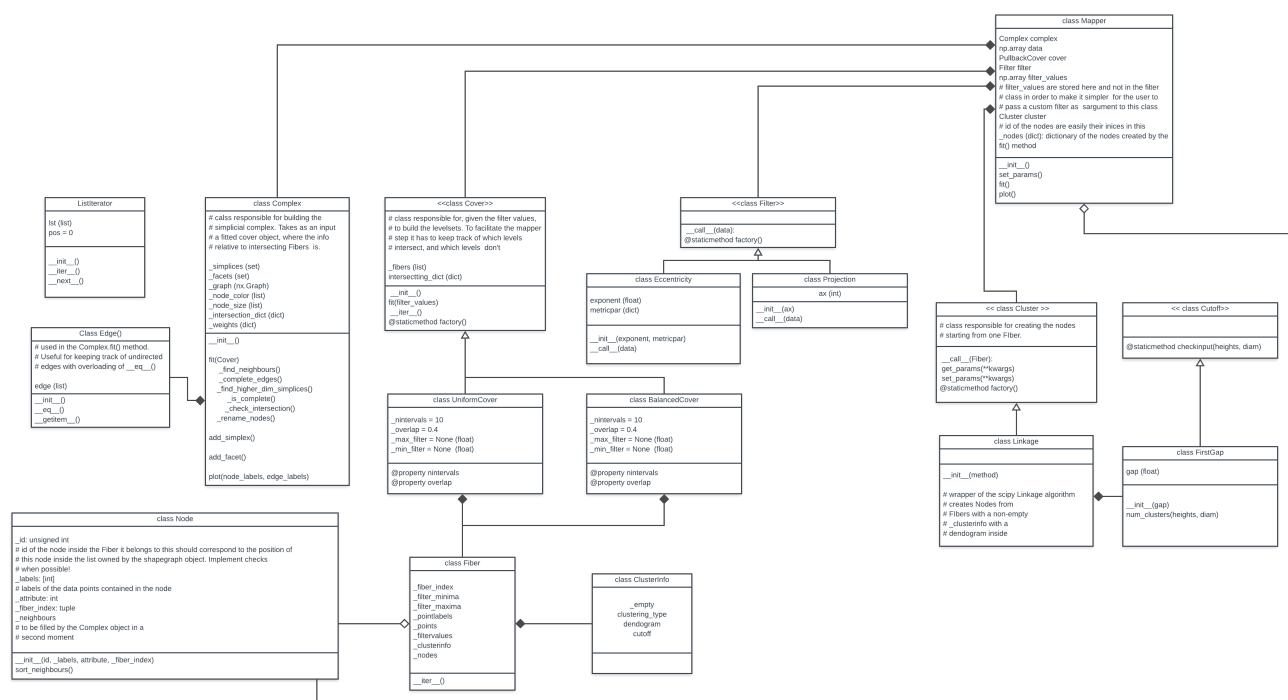 class Mapper
Complex complex
np.array data
PullbackCover cover
Filter filter
np.array filter_values
# filter_values are stored here and not in the filter
# class in order to make it simpler for the user to
# pass a custom filter as sargument to this class
Cluster cluster
# id of the nodes are easily their inices in this
_nodes (dict): dictionary of the nodes created by the
fit() method
__init__()
set_params()
fit()
plot()
ListIterator
lst (list)
pos = 0
__init__()
__iter__()
__next__()
class Complex
# calss responsible for building the
# simplicial complex. Takes as an input
# a fitted cover object, where the info
# relative to intersecting Fibers is.
_simplices (set)
_facets (set)
_graph (nx.Graph)
_node_color (list)
_node_size (list)
_intersection_dict (dict)
_weights (dict)
__init__()
fit(Cover)
_find_neighbours()
_complete_edges()
_find_higher_dim_simplices()
_is_complete()
_check_intersection()
_rename_nodes()
add_simplex()
add_facet()
plot(node_labels, edge_labels)
<<class Cover>>
# class responsible for, given the filter values,
# to build the levelsets. To facilitate the mapper
# step it has to keep track of which levels
# intersect, and which levels don't
_fibers (list)
intersectting_dict (dict)
__init__()
fit(filter_values)
__iter__()
@staticmethod factory()
<<class Filter>>
__call__(data):
@staticmethod factory()
class Eccentricity
exponent (float)
metricpar (dict)
__init__(exponent, metricpar)
__call__(data)
class Projection
ax (int)
__init__(ax)
__call__(data)
<< class Cluster >>
# class responsible for creating the nodes
# starting from one FIber.
__call__(Fiber):
get_params(**kwargs)
set_params(**kwargs)
@staticmethod factory()
<< class Cutoff>>
@staticmethod checkinput(heights, diam)
Class Edge()
# used in the Complex.fit() method.
# Useful for keeping track of undirected
# edges with overloading of __eq__()
edge (list)
__init__()
__eq__()
__getitem__()
class UniformCover
_nintervals = 10
_overlap = 0.4
_max_filter = None (float)
_min_filter = None (float)
@property nintervals
@property overlap
class BalancedCover
_nintervals = 10
_overlap = 0.4
_max_filter = None (float)
_min_filter = None (float)
@property nintervals
@property overlap
class Linkage
__init__(method)
# wrapper of the scipy Linkage algorithm
# creates Nodes from
# FIbers with a non-empty
# _clusterinfo with a
# dendogram inside
class FirstGap
gap (float)
__init__(gap)
num_clusters(heights, diam)
class Node
_id: unsigned int
# id of the node inside the Fiber it belongs to this should correspond to the position of
# this node inside the list owned by the shapegraph object. Implement checks
# when possible!
_labels: [int]
# labels of the data points contained in the node
_attribute: int
_fiber_index: tuple
_neighbours
# to be filled by the Complex object in a
# second moment
__init__(id, _labels, attribute, _fiber_index)
sort_neighbours()
class Fiber
_fiber_index
_filter_minima
_filter_maxima
_pointlabels
_points
_filtervalues
_clusterinfo
_nodes
__iter__()
class ClusterInfo
_empty
clustering_type
dendogram
cutoff